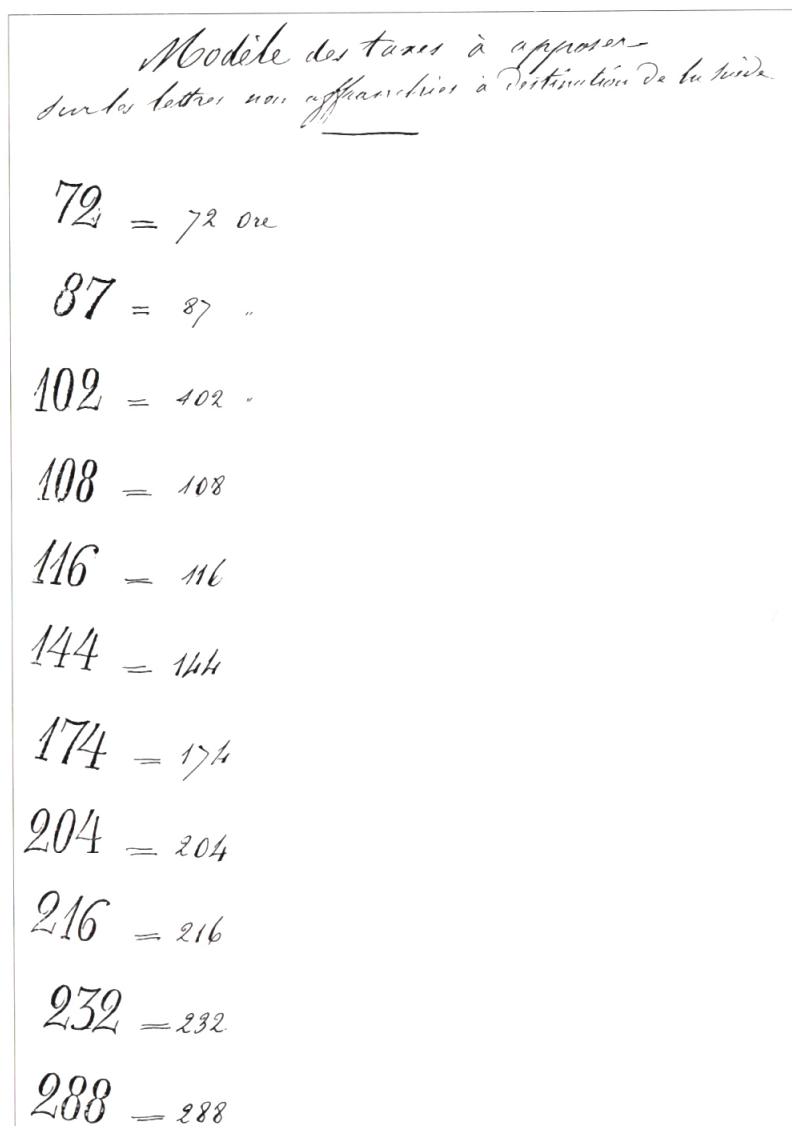 Modèle des taxes à apposer
sur les lettres non affranchies à destination de la Suède
72 = 72 ore
87 = 87 "
102 = 102 "
108 = 108
116 = 116
144 = 144
174 = 174
204 = 204
216 = 216
232 = 232
288 = 288